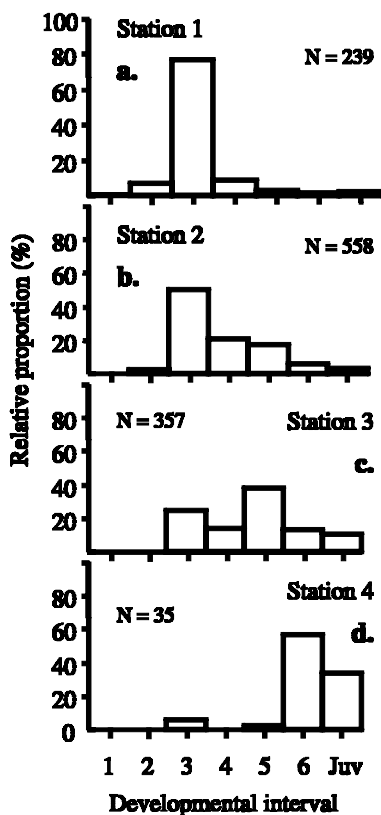 100
Station 1
80
a.
N = 239
60
40
20
Station 2
80
N = 558
b.
60
40
20
Relative proportion (%)
80
N = 357
Station 3
60
c.
40
20
80
Station 4
N = 35
60
d.
40
20
0
1 2 3 4 5 6 Juv
Developmental interval